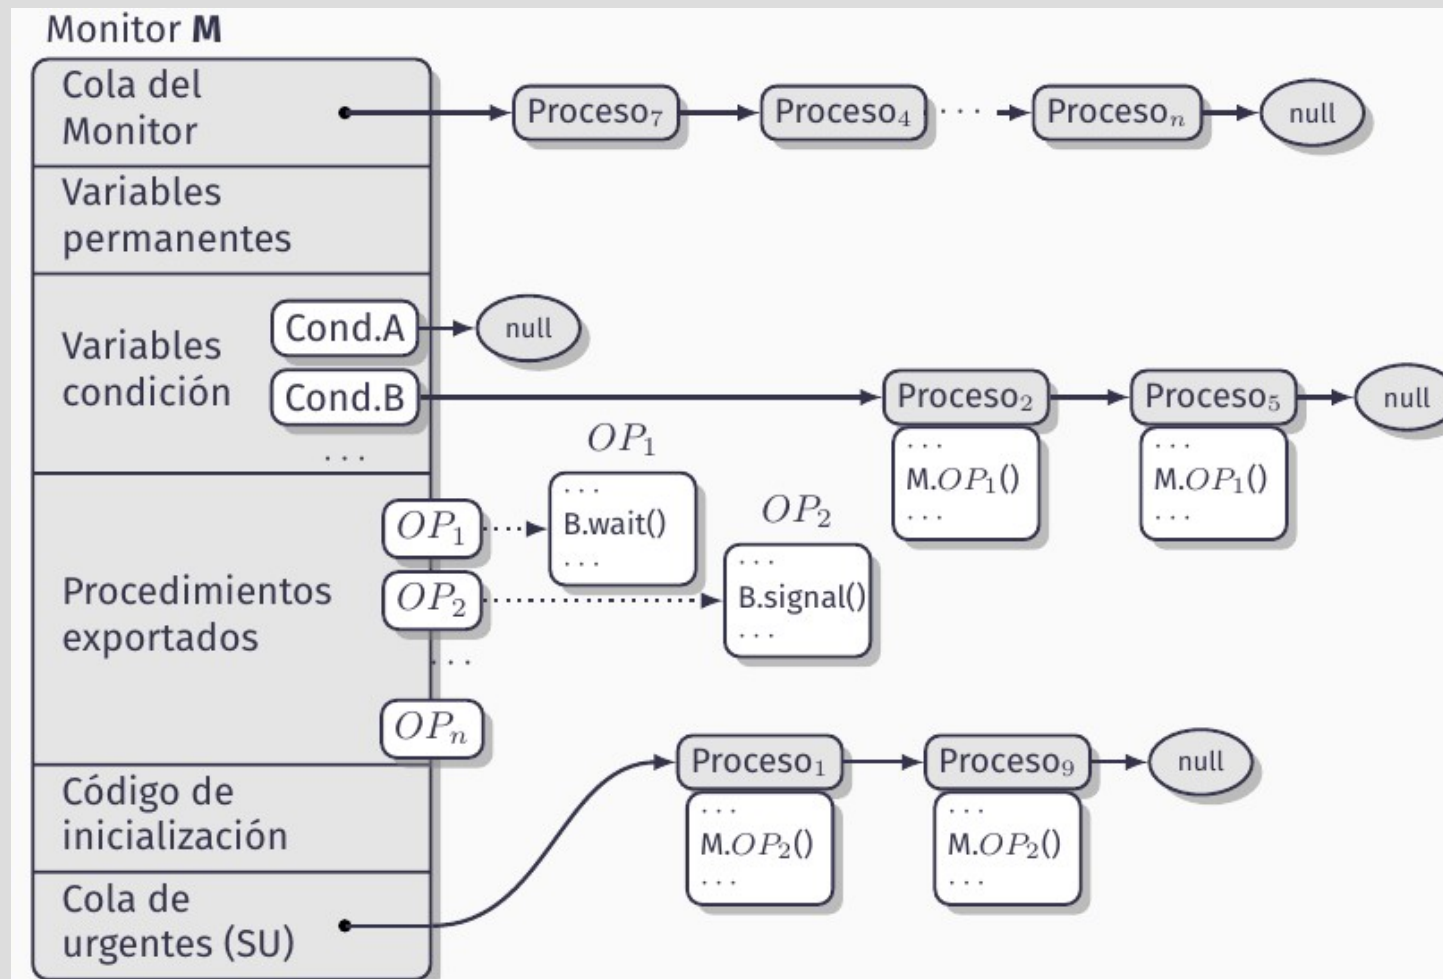 Monitor M
Cola del
Monitor
Proceso₇
Proceso₄
...
Procesoₙ
null
Variables
permanentes
Variables
condición
Cond.A
null
Cond.B
Proceso₂
Proceso₅
null
...
...
M.OP₁()
...
...
M.OP₁()
...
Procedimientos
exportados
OP₁
OP₁
...
B.wait()
...
OP₂
OP₂
...
B.signal()
...
...
OPₙ
Código de
inicialización
Cola de
urgentes (SU)
Proceso₁
Proceso₉
null
...
M.OP₂()
...
...
M.OP₂()
...